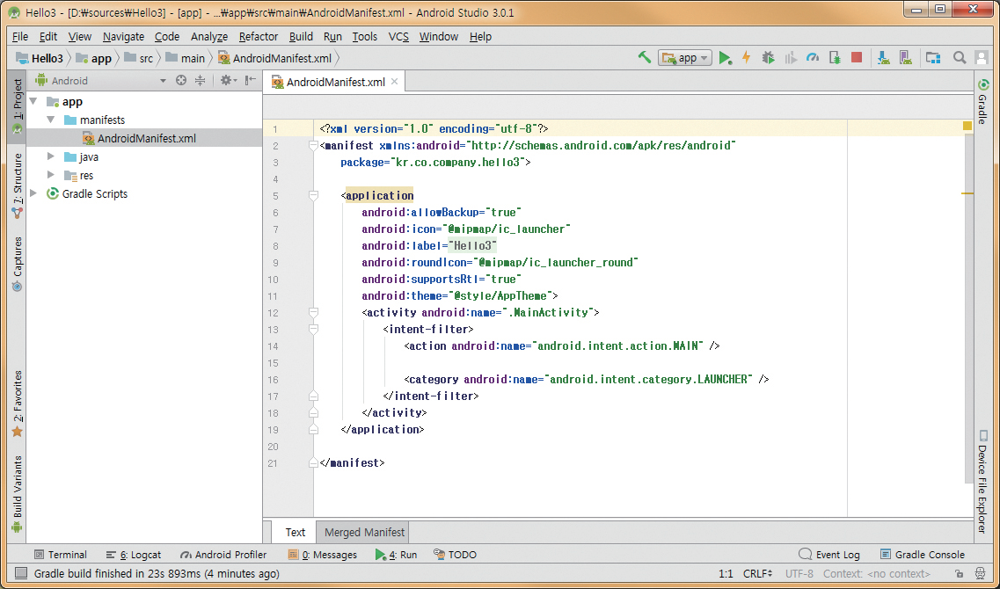 Hello3 - [D:₩sources₩Hello3] - [app] - ...₩app₩src₩main₩AndroidManifest.xml - Android Studio 3.0.1
File Edit View Navigate Code Analyze Refactor Build Run Tools VCS Window Help
Hello3 app src main AndroidManifest.xml app
1: Project
7: Structure
Captures
2: Favorites
Build Variants
Android
app
manifests
AndroidManifest.xml
java
res
Gradle Scripts
AndroidManifest.xml
1 <?xml version="1.0" encoding="utf-8"?>
2 <manifest xmlns:android="http://schemas.android.com/apk/res/android"
3 package="kr.co.company.hello3">
4
5 <application
6 android:allowBackup="true"
7 android:icon="@mipmap/ic_launcher"
8 android:label="Hello3"
9 android:roundIcon="@mipmap/ic_launcher_round"
10 android:supportsRtl="true"
11 android:theme="@style/AppTheme">
12 <activity android:name=".MainActivity">
13 <intent-filter>
14 <action android:name="android.intent.action.MAIN" />
15
16 <category android:name="android.intent.category.LAUNCHER" />
17 </intent-filter>
18 </activity>
19 </application>
20
21 </manifest>
Gradle
Device File Explorer
Text Merged Manifest
Terminal 6: Logcat Android Profiler 0: Messages 4: Run TODO Event Log Gradle Console
Gradle build finished in 23s 893ms (4 minutes ago) 1:1 CRLF UTF-8 Context: <no context>